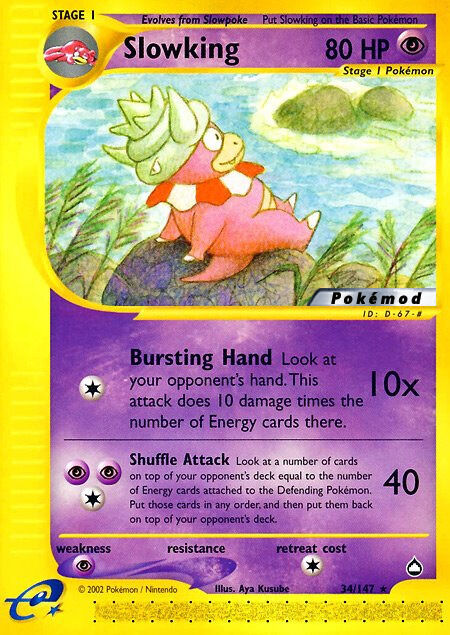 STAGE 1 Evolves from Slowpoke Put Slowking on the Basic Pokémon
Slowking 80 HP
Stage 1 Pokémon
Pokémod
ID: D-67-#
Bursting Hand Look at
your opponent's hand. This
attack does 10 damage times the
number of Energy cards there.
10x
Shuffle Attack Look at a number of cards
on top of your opponent's deck equal to the number
of Energy cards attached to the Defending Pokémon.
Put those cards in any order, and then put them back
on top of your opponent's deck.
40
weakness resistance retreat cost
© 2002 Pokémon / Nintendo Illus. Aya Kusube 34/147 ★
e